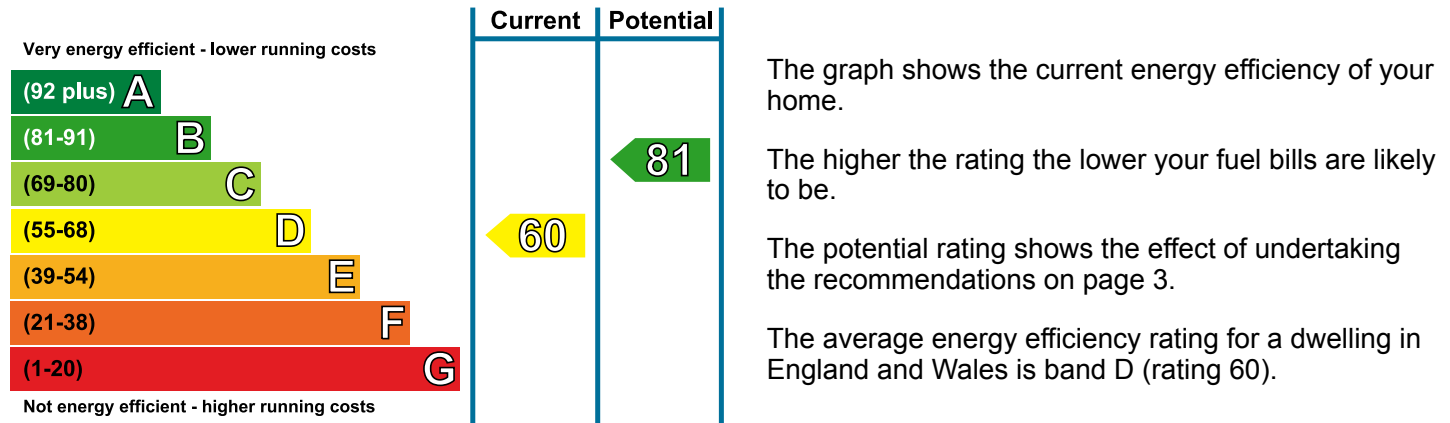 Current Potential
Very energy efficient - lower running costs
(92 plus) A
(81-91) B
(69-80) C
(55-68) D
(39-54) E
(21-38) F
(1-20) G
Not energy efficient - higher running costs
60
81
The graph shows the current energy efficiency of your
home.
The higher the rating the lower your fuel bills are likely
to be.
The potential rating shows the effect of undertaking
the recommendations on page 3.
The average energy efficiency rating for a dwelling in
England and Wales is band D (rating 60).